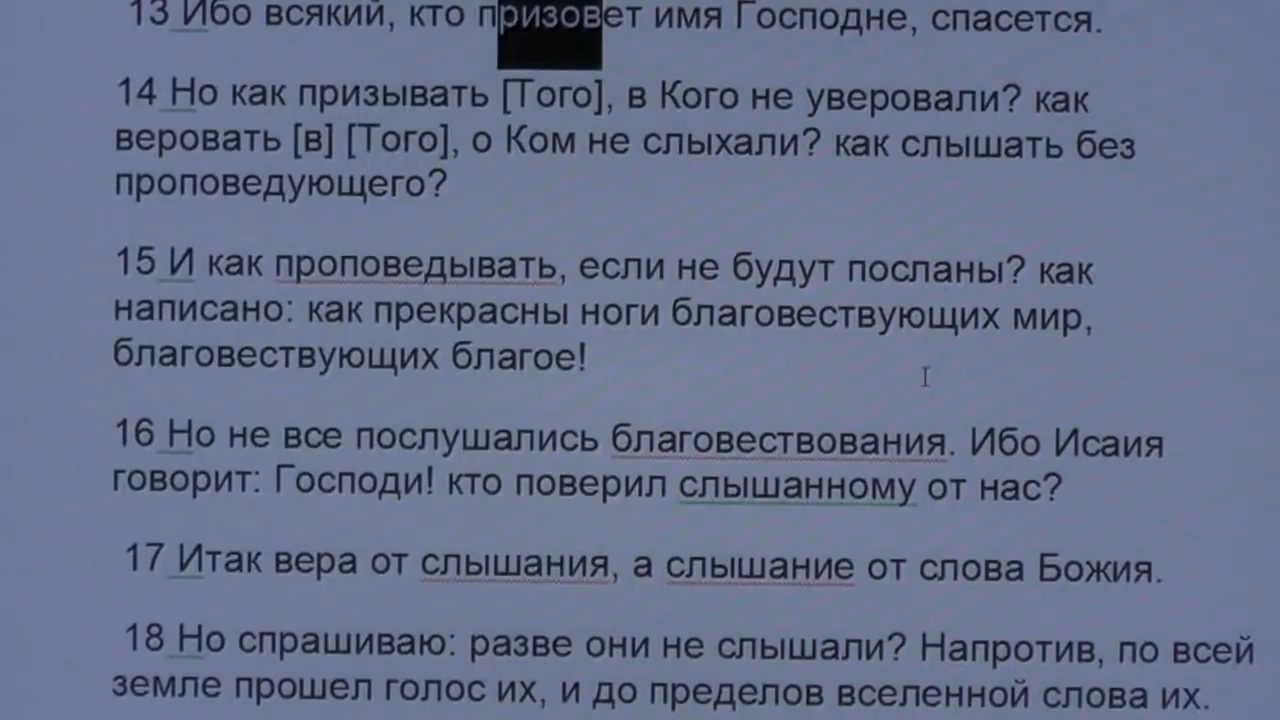 13 Ибо всякий, кто призовет имя Господне, спасется.
14 Но как призывать [Того], в Кого не уверовали? как
веровать [в] [Того], о Ком не слыхали? как слышать без
проповедующего?
15 И как проповедывать, если не будут посланы? как
написано: как прекрасны ноги благовествующих мир,
благовествующих благое!
16 Но не все послушались благовествования. Ибо Исаия
говорит: Господи! кто поверил слышанному от нас?
17 Итак вера от слышания, а слышание от слова Божия.
18 Но спрашиваю: разве они не слышали? Напротив, по всей
земле прошел голос их, и до пределов вселенной слова их.